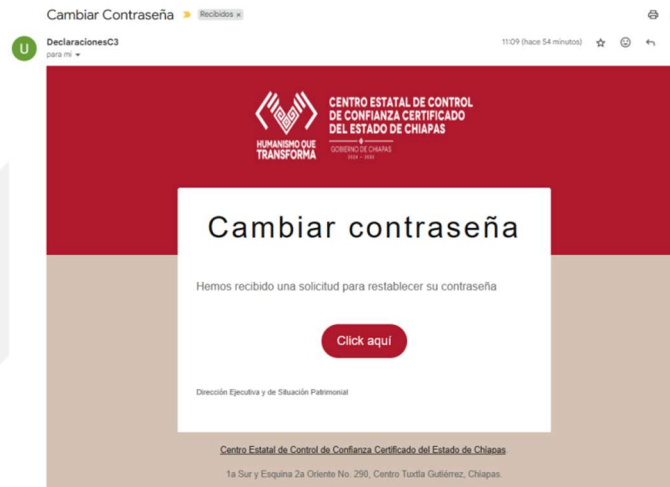 Cambiar Contraseña
Recibidos x
U
DeclaracionesC3
11:09 (hace 54 minutos)
para mí
CENTRO ESTATAL DE CONTROL
DE CONFIANZA CERTIFICADO
DEL ESTADO DE CHIAPAS
HUMANISMO QUE
TRANSFORMA
GOBIERNO DE CHIAPAS
2024 - 2030
Cambiar contraseña
Hemos recibido una solicitud para restablecer su contraseña
Click aquí
Dirección Ejecutiva y de Situación Patrimonial
Centro Estatal de Control de Confianza Certificado del Estado de Chiapas
1a Sur y Esquina 2a Oriente No. 290, Centro Tuxtla Gutiérrez, Chiapas.